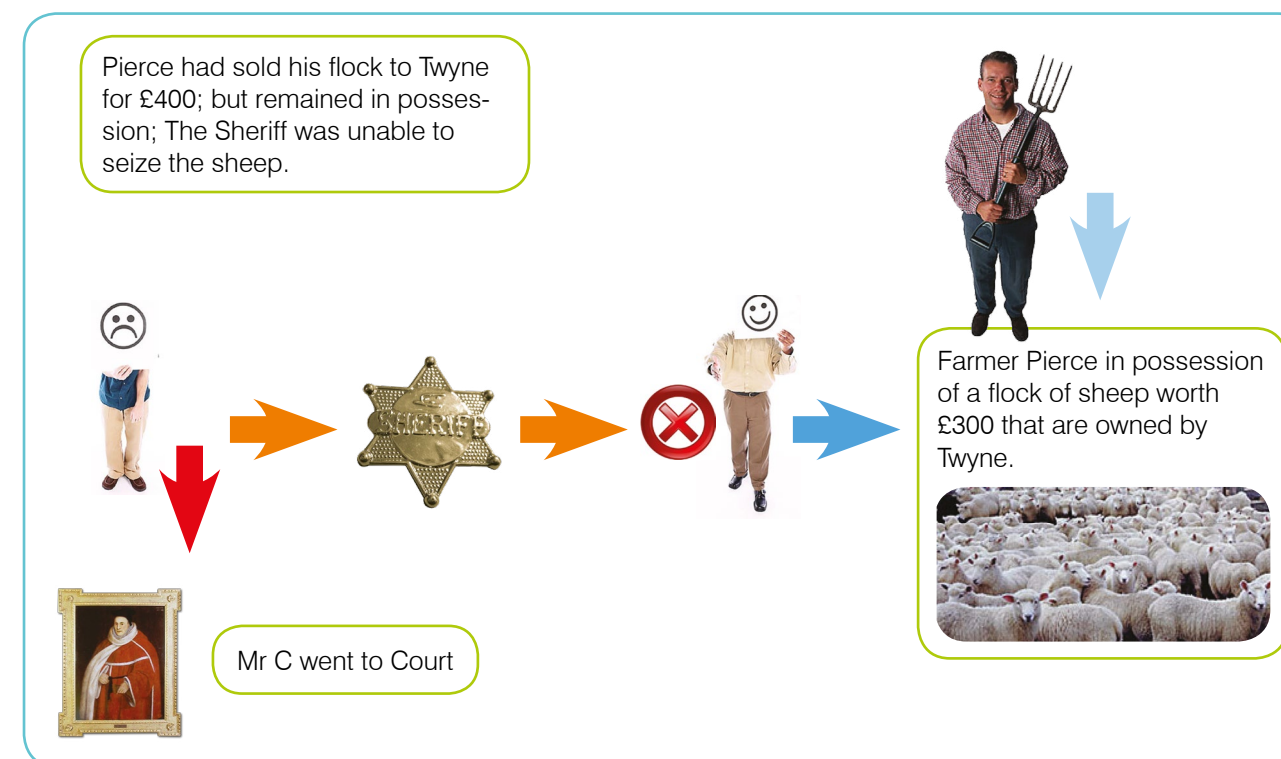 Pierce had sold his flock to Twyne
for £400; but remained in posses-
sion; The Sheriff was unable to
seize the sheep.
SHERIFF
Farmer Pierce in possession
of a flock of sheep worth
£300 that are owned by
Twyne.
Mr C went to Court